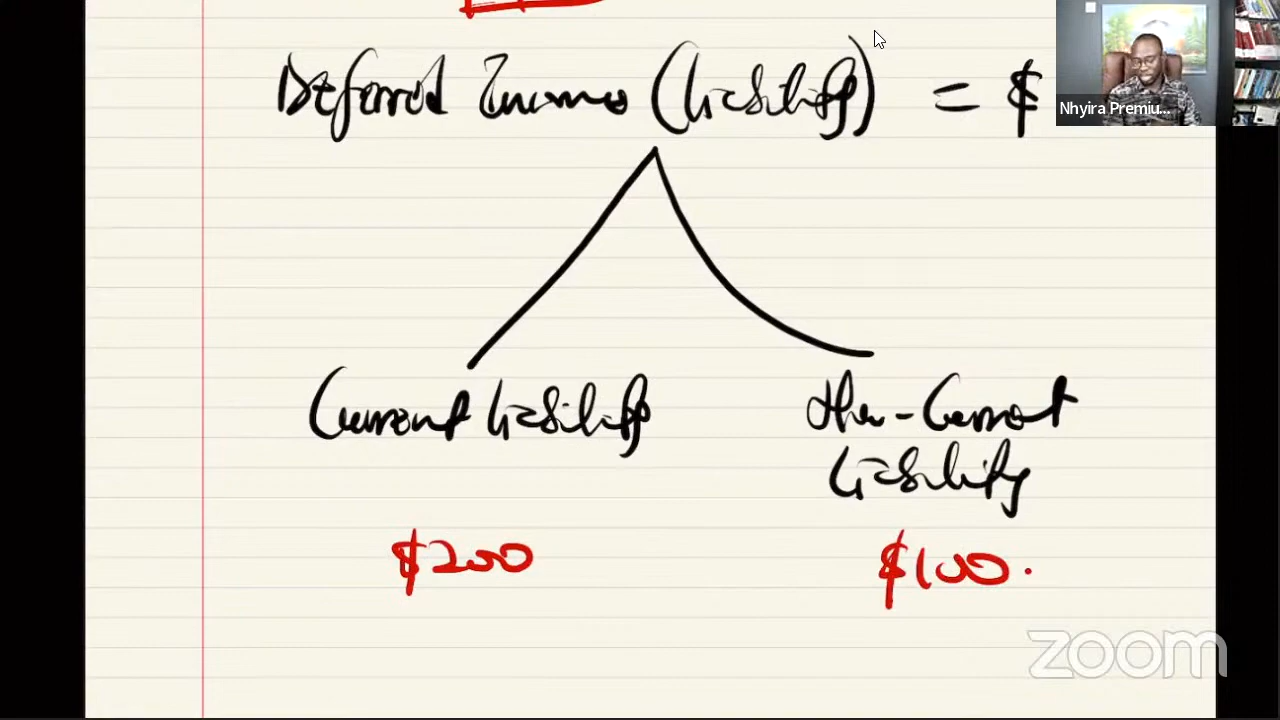 Deferred Income (liability) = $
Nhyira Premiu...
Current liability
Non-Current
liability
$200
$100.
zoom